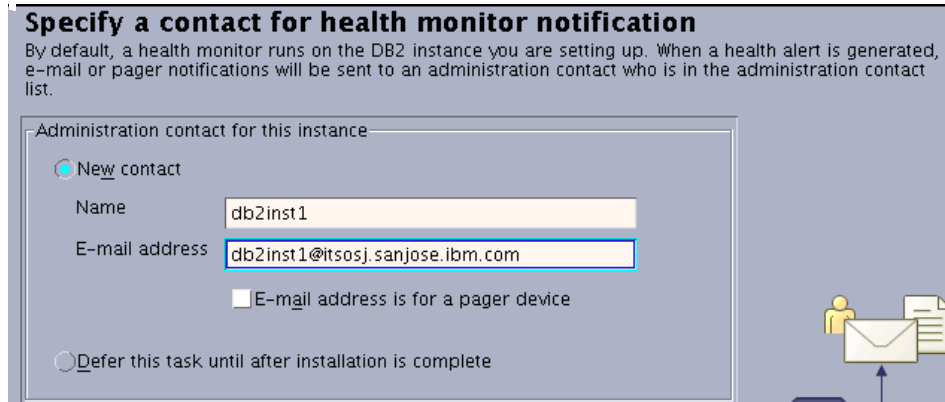 Specify a contact for health monitor notification
By default, a health monitor runs on the DB2 instance you are setting up. When a health alert is generated,
e-mail or pager notifications will be sent to an administration contact who is in the administration contact
list.
Administration contact for this instance
New contact
Name
db2inst1
E-mail address
db2inst1@itsosj.sanjose.ibm.com
E-mail address is for a pager device
Defer this task until after installation is complete